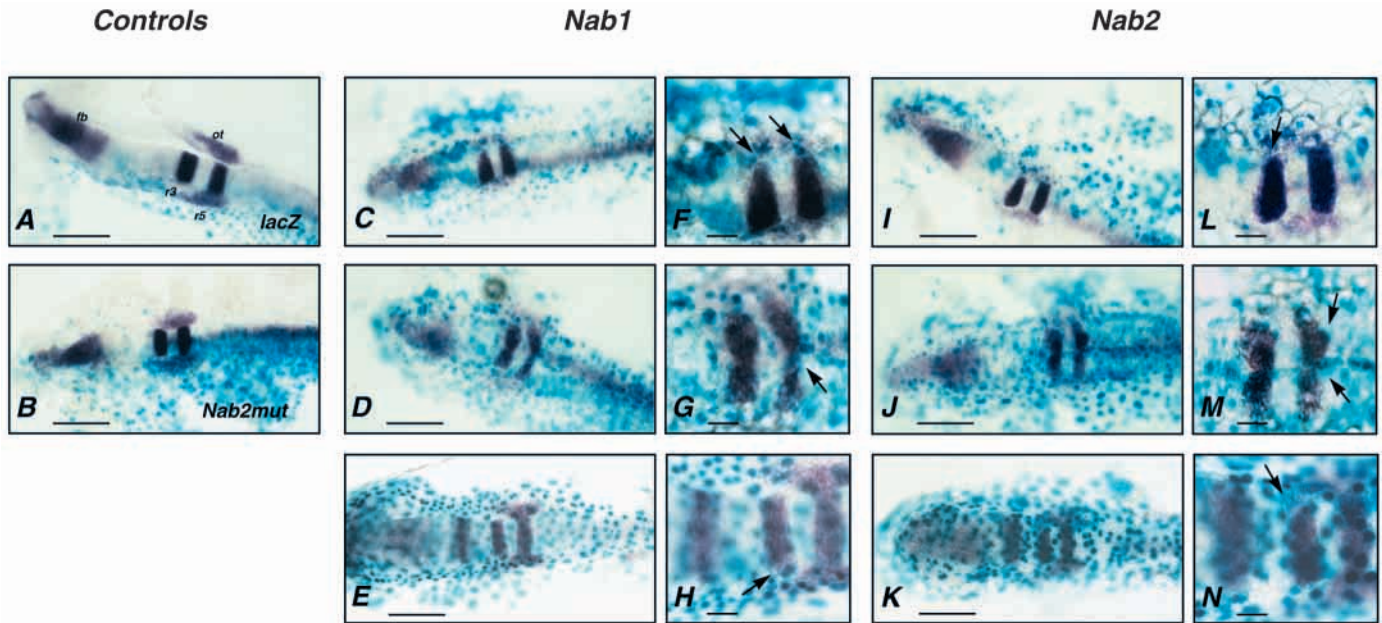 Controls Nab1 Nab2
fb
ot
r3
r5
A lacZ C F I L
B Nab2mut D G J M
E H K N